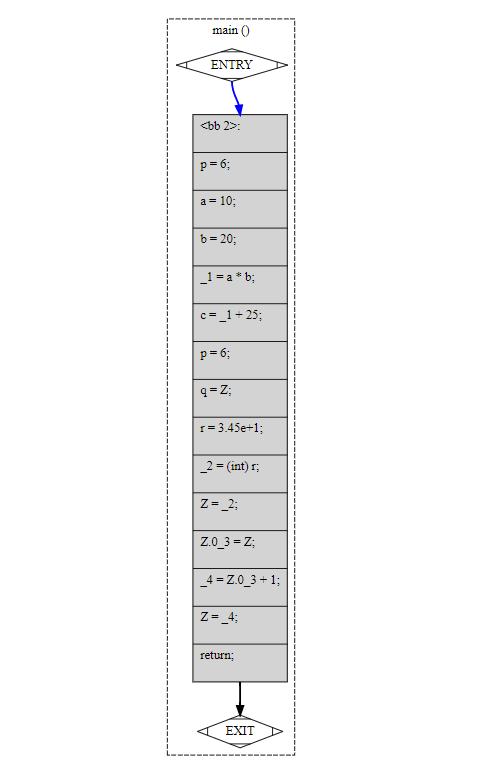 main ()
ENTRY
<bb 2>:
p = 6;
a = 10;
b = 20;
_1 = a * b;
c = _1 + 25;
p = 6;
q = Z;
r = 3.45e+1;
_2 = (int) r;
Z = _2;
Z.0_3 = Z;
_4 = Z.0_3 + 1;
Z = _4;
return;
EXIT